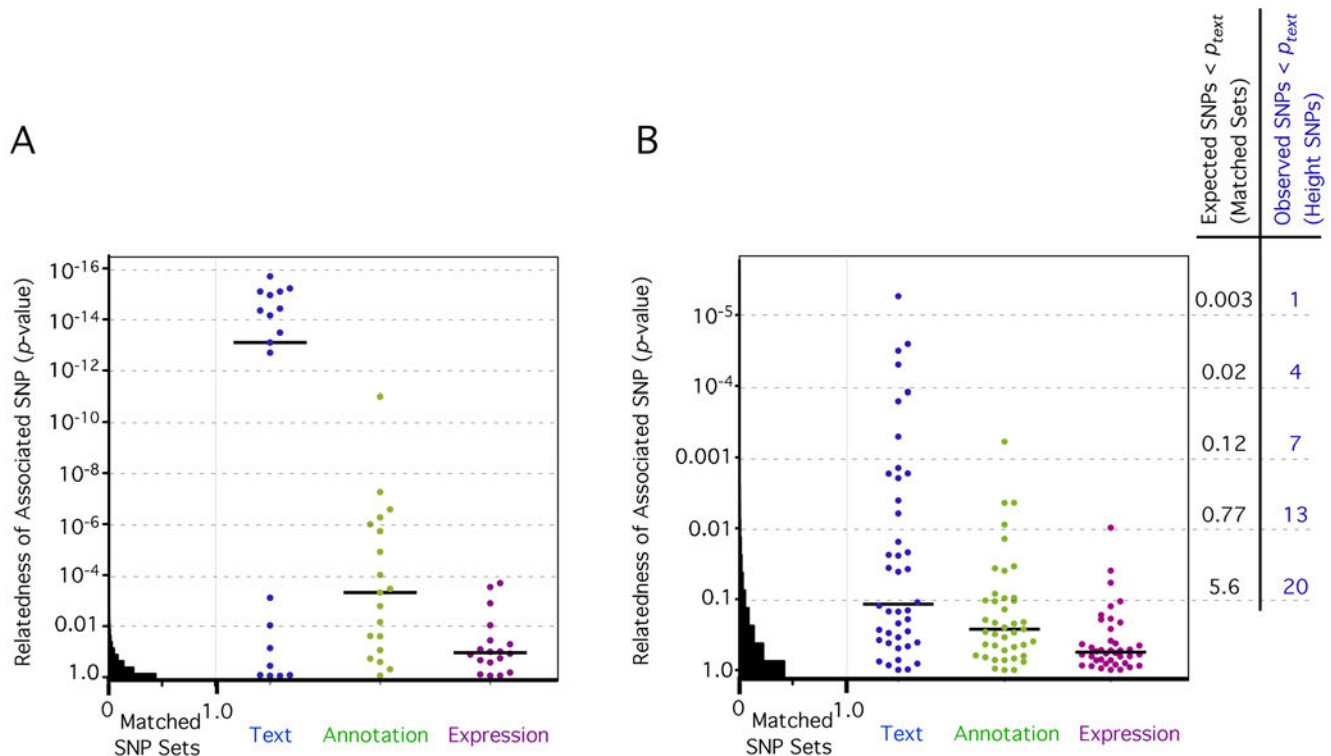 A
Relatedness of Associated SNP (p-value)
10-16
10-14
10-12
10-10
10-8
10-6
10-4
0.01
1.0
0
1.0
Matched
SNP Sets
Text
Annotation
Expression
B
Relatedness of Associated SNP (p-value)
10-5
10-4
0.001
0.01
0.1
1.0
0
1.0
Matched
SNP Sets
Text
Annotation
Expression
Expected SNPs < ptext
(Matched Sets)
Observed SNPs < ptext
(Height SNPs)
0.003 1
0.02 4
0.12 7
0.77 13
5.6 20